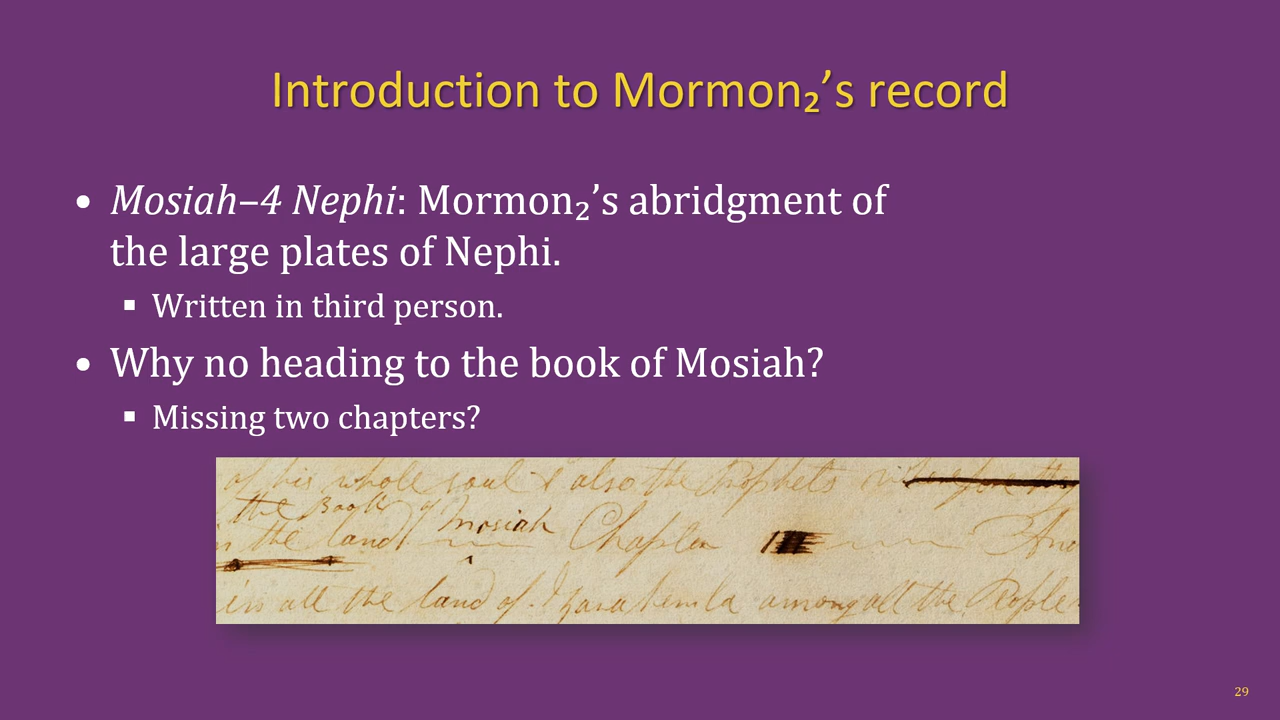 Introduction to Mormon₂’s record
• Mosiah–4 Nephi: Mormon₂’s abridgment of
the large plates of Nephi.
▪ Written in third person.
• Why no heading to the book of Mosiah?
▪ Missing two chapters?
of his whole soul & also the Prophets
the Book of Mosiah
in the land Chapter
in all the land of Zarahemla among all the People
29